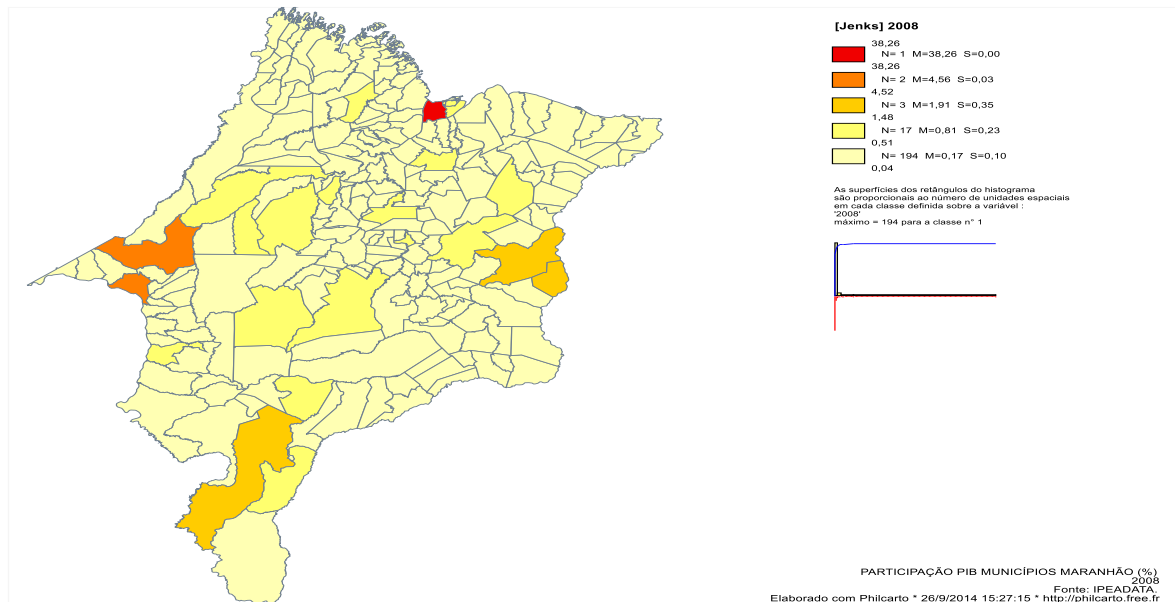 [Jenks] 2008
38,26
N= 1 M=38,26 S=0,00
38,26
N= 2 M=4,56 S=0,03
4,52
N= 3 M=1,91 S=0,35
1,48
N= 17 M=0,81 S=0,23
0,51
N= 194 M=0,17 S=0,10
0,04
As superfícies dos retângulos do histograma
são proporcionais ao número de unidades espaciais
em cada classe definida sobre a variável :
'2008'
máximo = 194 para a classe n° 1
PARTICIPAÇÃO PIB MUNICÍPIOS MARANHÃO (%)
2008
Fonte: IPEADATA.
Elaborado com Philcarto * 26/9/2014 15:27:15 * http://philcarto.free.fr